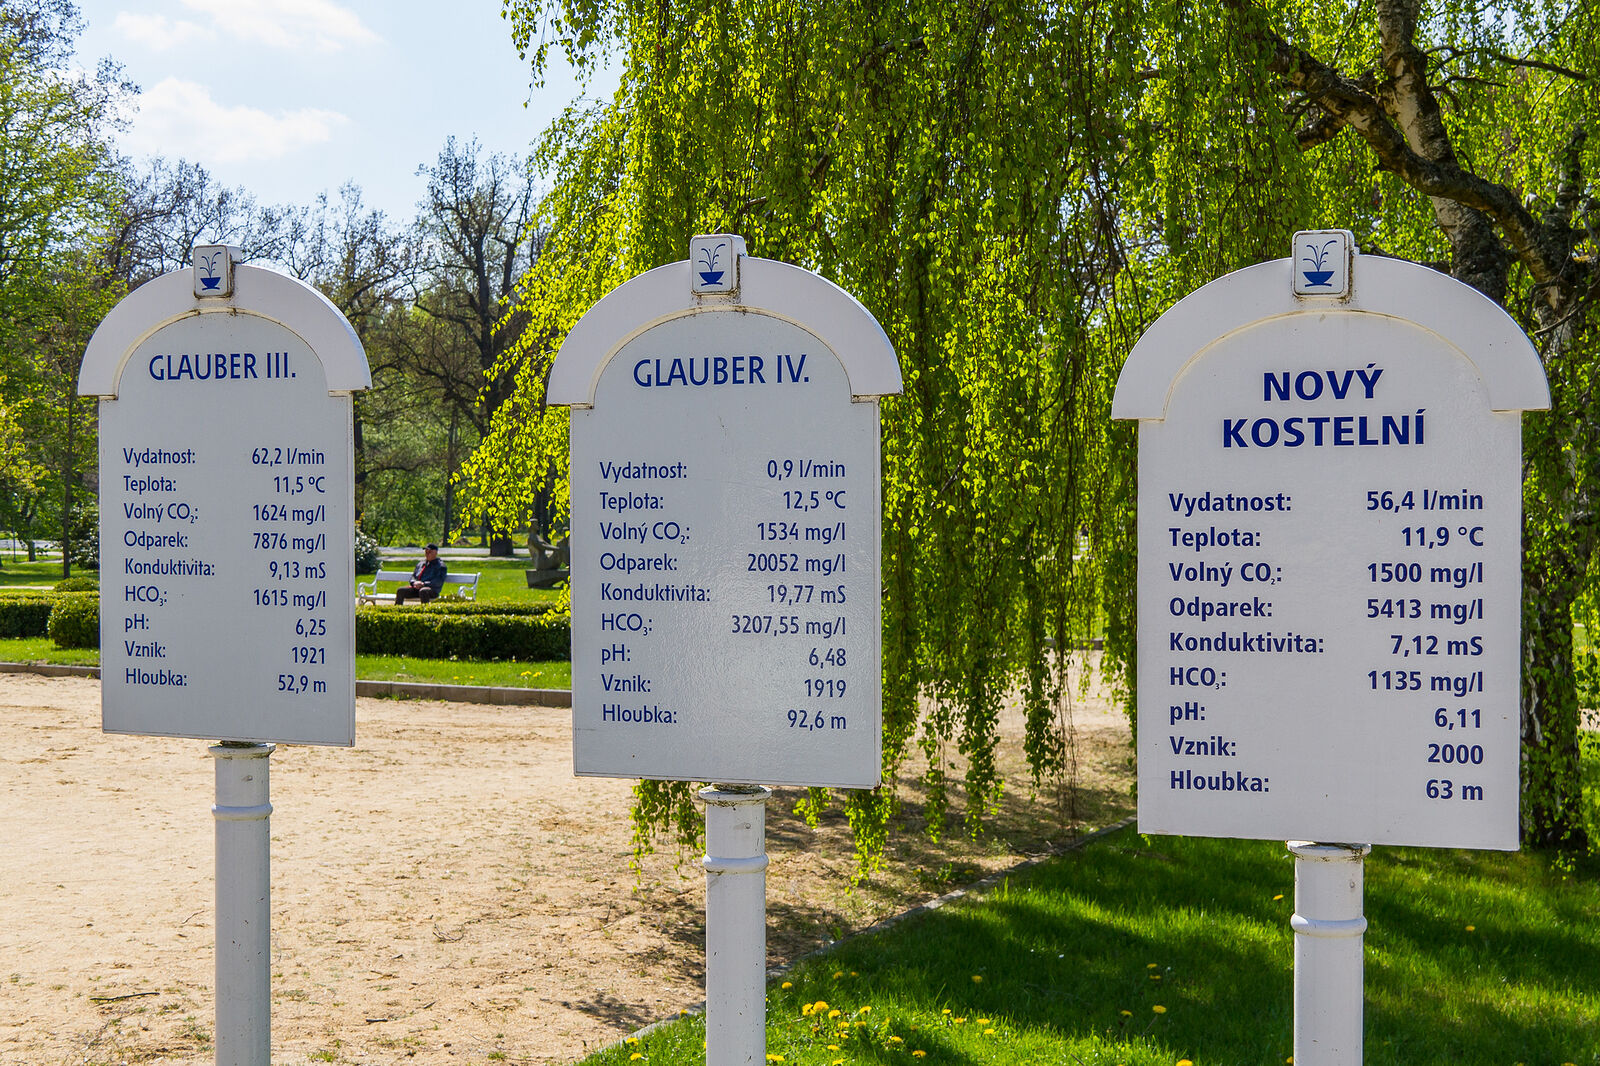 GLAUBER III.
Vydatnost: 62,2 l/min
Teplota: 11,5 ºC
Volný CO₂: 1624 mg/l
Odparek: 7876 mg/l
Konduktivita: 9,13 mS
HCO₃: 1615 mg/l
pH: 6,25
Vznik: 1921
Hloubka: 52,9 m
GLAUBER IV.
Vydatnost: 0,9 l/min
Teplota: 12,5 ºC
Volný CO₂: 1534 mg/l
Odparek: 20052 mg/l
Konduktivita: 19,77 mS
HCO₃: 3207,55 mg/l
pH: 6,48
Vznik: 1919
Hloubka: 92,6 m
NOVÝ
KOSTELNÍ
Vydatnost: 56,4 l/min
Teplota: 11,9 °C
Volný CO₂: 1500 mg/l
Odparek: 5413 mg/l
Konduktivita: 7,12 mS
HCO₃: 1135 mg/l
pH: 6,11
Vznik: 2000
Hloubka: 63 m